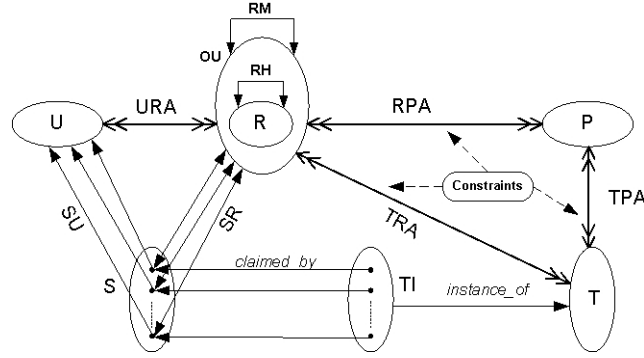 RM
OU
RH
U
URA
R
RPA
P
Constraints
TPA
SU
SR
TRA
S
claimed_by
TI
instance_of
T